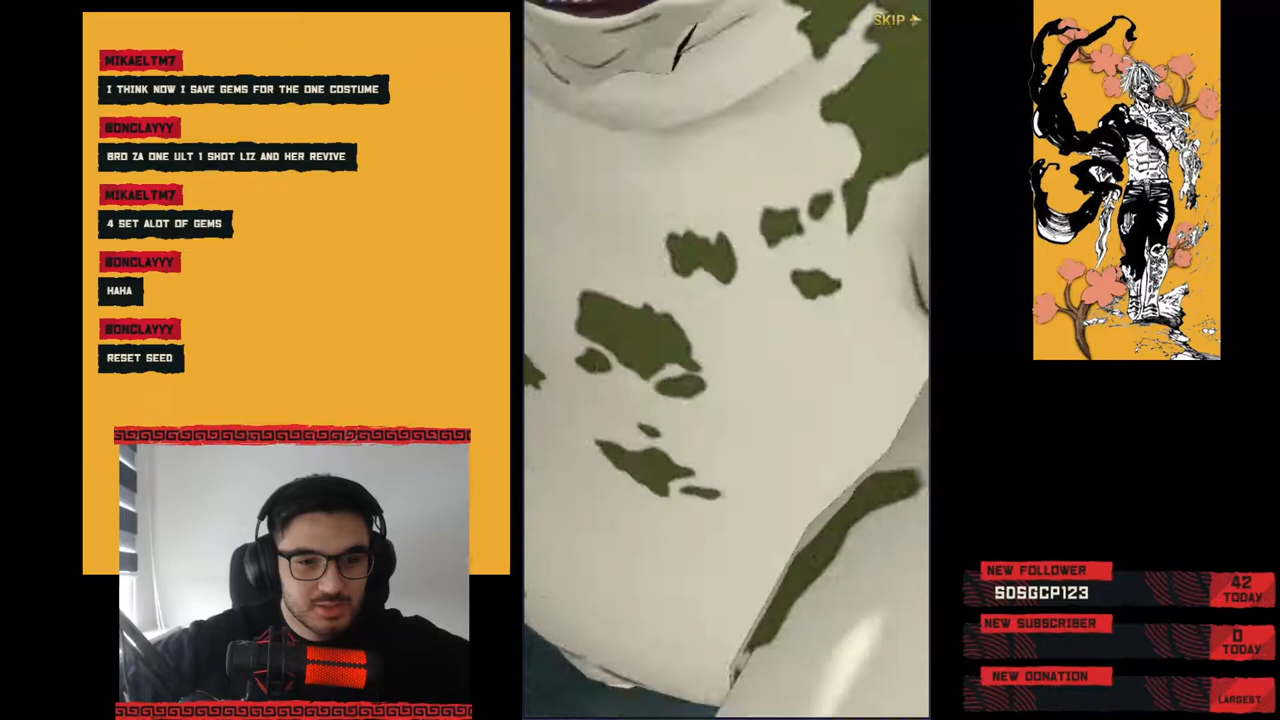 MIKAELTM7
I THINK NOW I SAVE GEMS FOR THE ONE COSTUME
BONCLAYYY
BRO ZA ONE ULT 1 SHOT LIZ AND HER REVIVE
MIKAELTM7
4 SET ALOT OF GEMS
BONCLAYYY
HAHA
BONCLAYYY
RESET SEED
SKIP
NEW FOLLOWER
SDSGCP123
42
TODAY
NEW SUBSCRIBER
0
TODAY
NEW DONATION
LARGEST